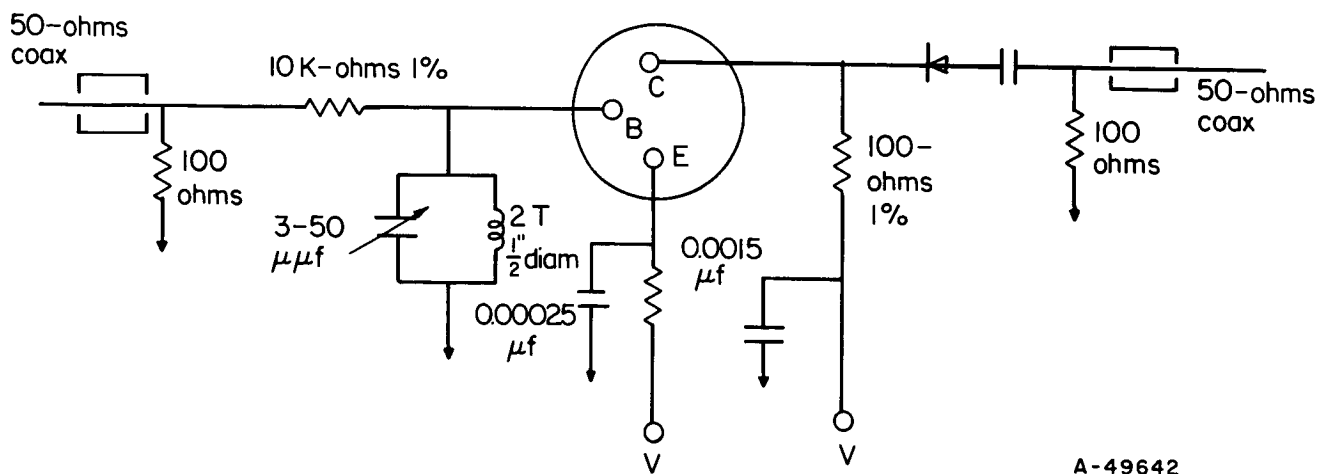 50-ohms
coax
10 K-ohms 1%
100
ohms
3-50
μμf
2 T
1/2" diam
C
B
E
0.00025
μf
0.0015
μf
V
100-
ohms
1%
V
100
ohms
50-ohms
coax
A-49642